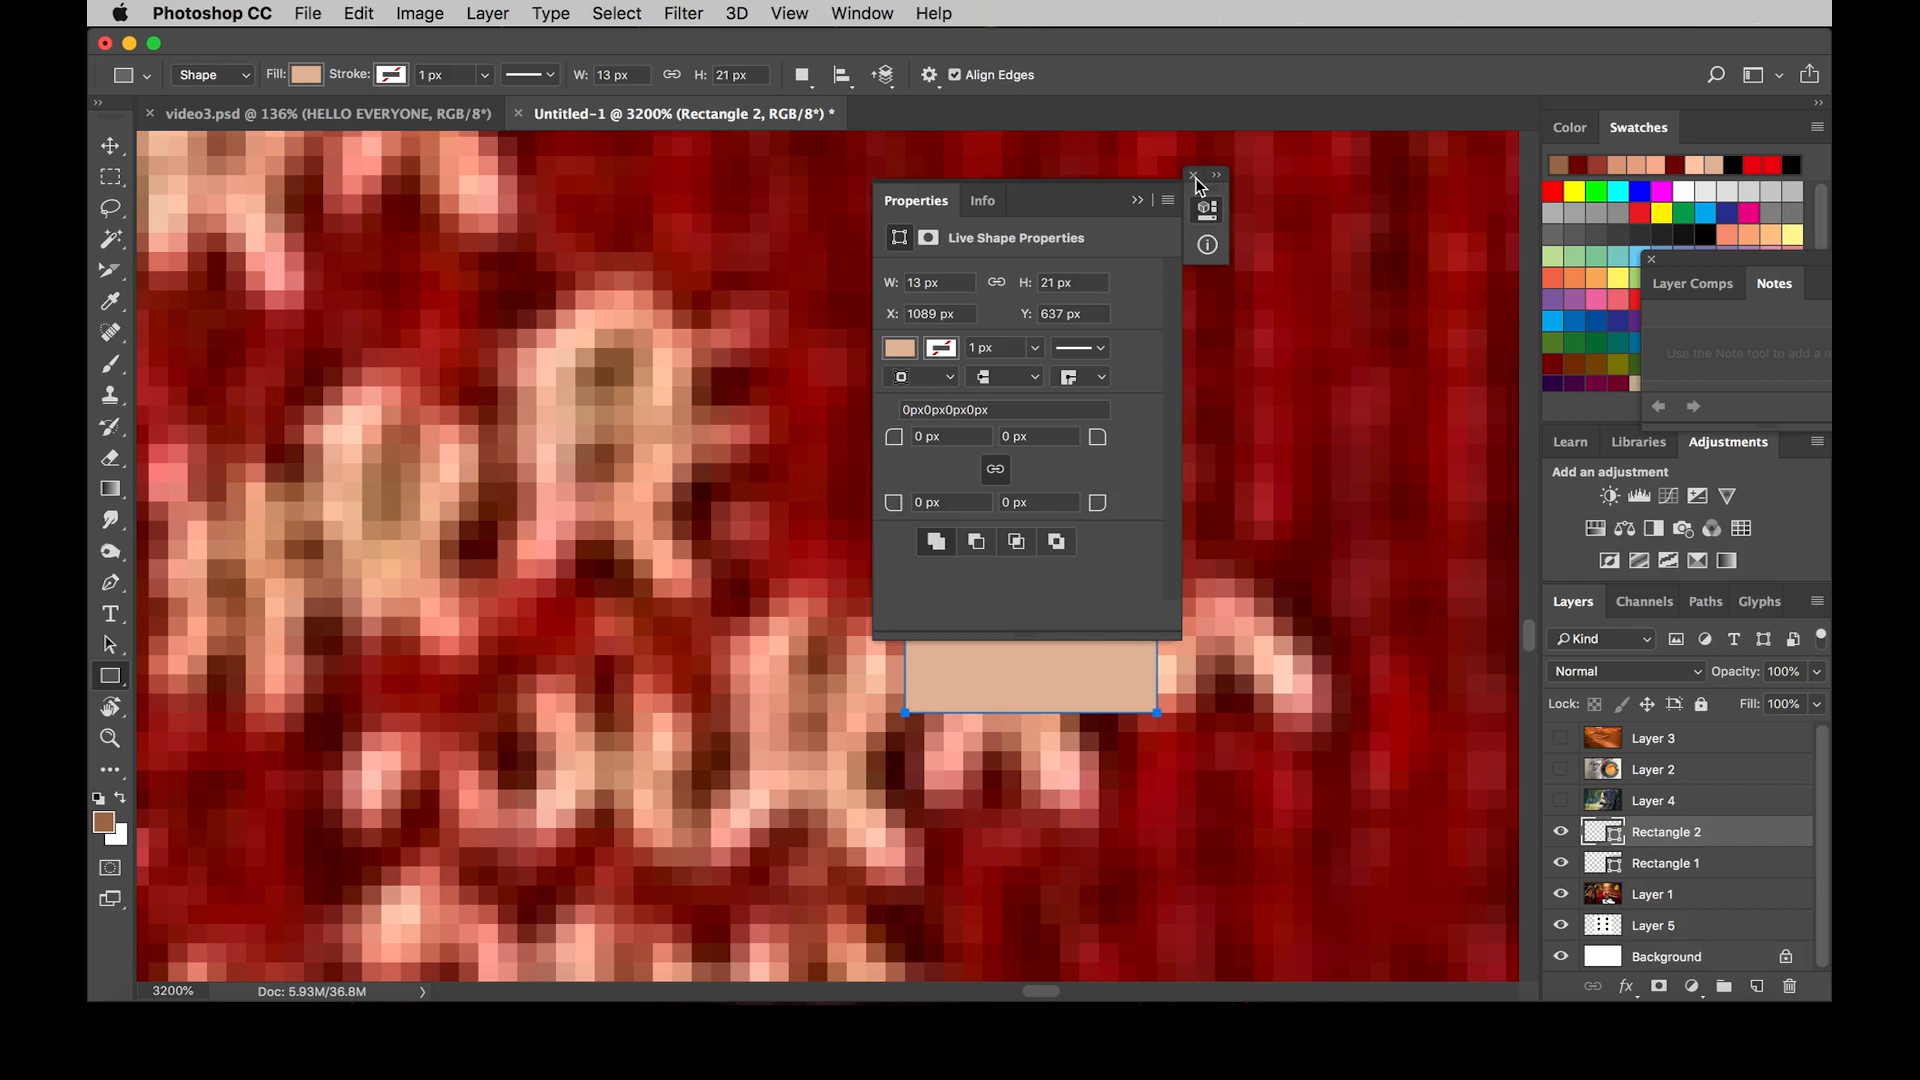 Photoshop CC File Edit Image Layer Type Select Filter 3D View Window Help
Shape Fill: Stroke: 1 px W: 13 px H: 21 px Align Edges
video3.psd @ 136% (HELLO EVERYONE, RGB/8*)
Untitled-1 @ 3200% (Rectangle 2, RGB/8*) *
Properties Info
Live Shape Properties
W: 13 px H: 21 px
X: 1089 px Y: 637 px
1 px
0px0px0px0px
0 px 0 px
0 px 0 px
Color Swatches
Layer Comps Notes
Use the Note tool to add a n
Learn Libraries Adjustments
Add an adjustment
Layers Channels Paths Glyphs
Kind
Normal Opacity: 100%
Lock: Fill: 100%
Layer 3
Layer 2
Layer 4
Rectangle 2
Rectangle 1
Layer 1
Layer 5
Background
fx
3200% Doc: 5.93M/36.8M